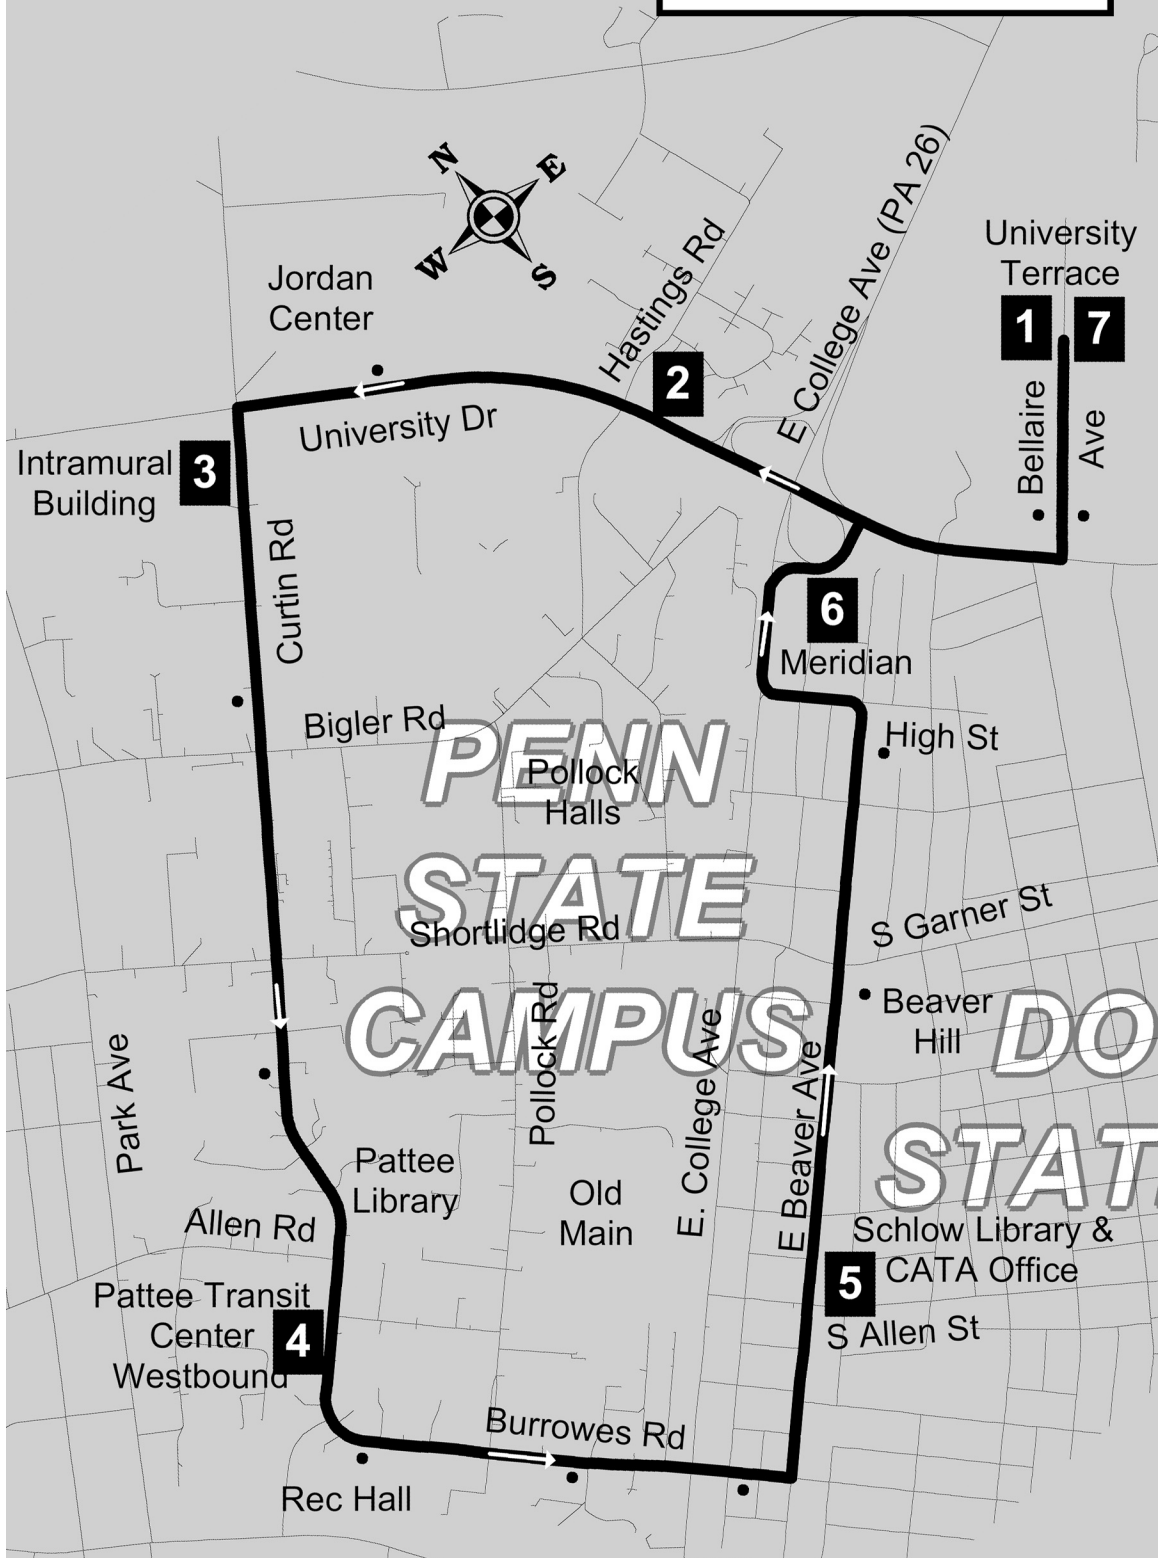 N
E
W
S
E College Ave (PA 26)
Hastings Rd
University
Terrace
1
7
Jordan
Center
2
Bellaire
Ave
University Dr
Intramural
Building
3
Curtin Rd
6
Meridian
Bigler Rd
High St
PENN
Pollock
Halls
STATE
Shortlidge Rd
S Garner St
CAMPUS
Pollock Rd
E. College Ave
Beaver
Hill
DO
Park Ave
E Beaver Ave
STAT
Pattee
Library
Old
Main
Allen Rd
Schlow Library &
CATA Office
5
Pattee Transit
Center
Westbound
4
S Allen St
Burrowes Rd
Rec Hall